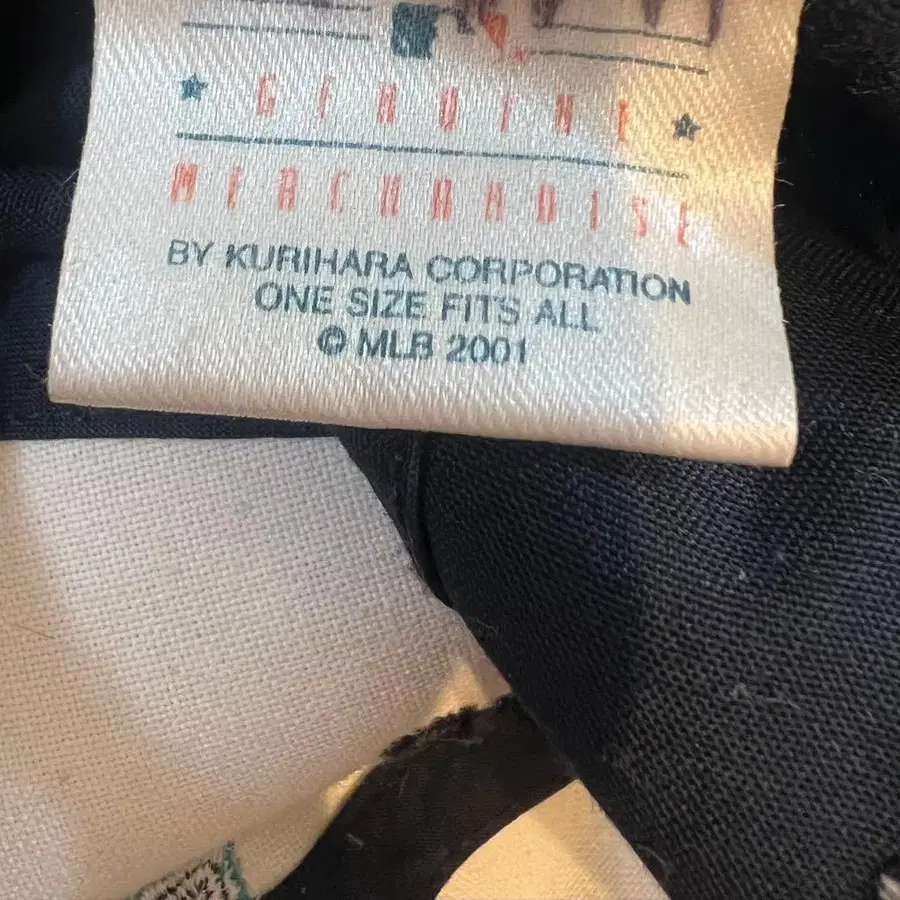 GENUINE
MERCHANDISE
BY KURIHARA CORPORATION
ONE SIZE FITS ALL
© MLB 2001